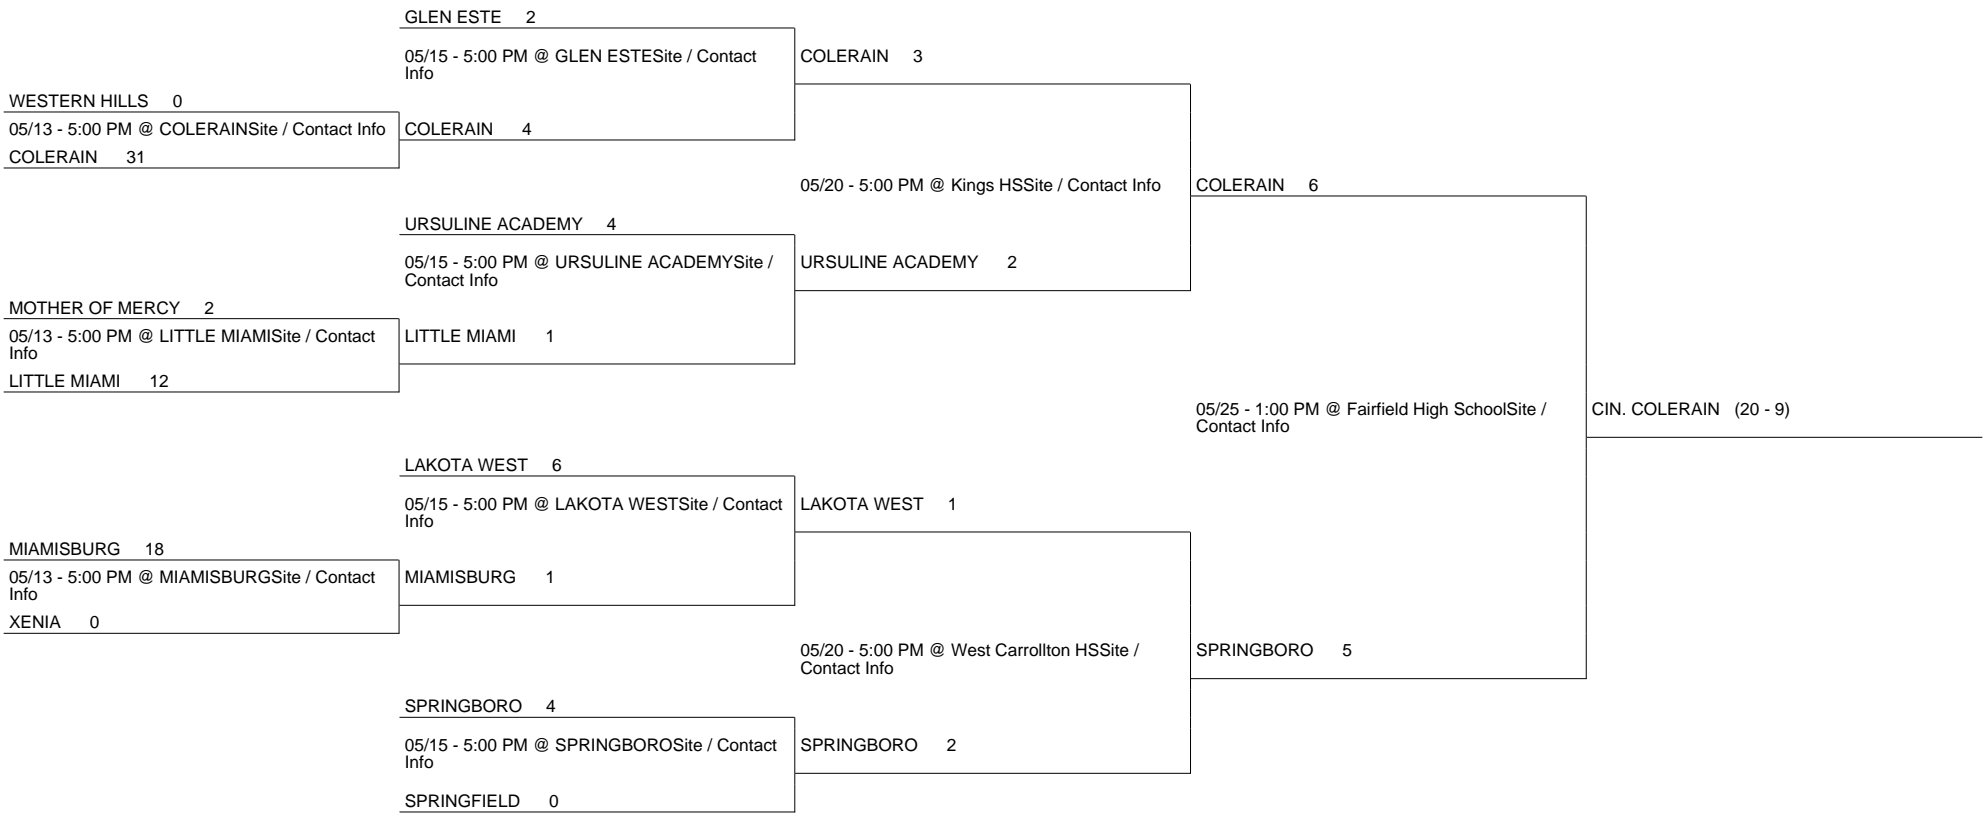 GLEN ESTE 2
05/15 - 5:00 PM @ GLEN ESTESite / Contact
Info
COLERAIN 3
WESTERN HILLS 0
05/13 - 5:00 PM @ COLERAINSite / Contact Info
COLERAIN 4
COLERAIN 31
05/20 - 5:00 PM @ Kings HSSite / Contact Info
COLERAIN 6
URSULINE ACADEMY 4
05/15 - 5:00 PM @ URSULINE ACADEMYSite /
Contact Info
URSULINE ACADEMY 2
MOTHER OF MERCY 2
05/13 - 5:00 PM @ LITTLE MIAMISite / Contact
Info
LITTLE MIAMI 1
LITTLE MIAMI 12
05/25 - 1:00 PM @ Fairfield High SchoolSite /
Contact Info
CIN. COLERAIN (20 - 9)
LAKOTA WEST 6
05/15 - 5:00 PM @ LAKOTA WESTSite / Contact
Info
LAKOTA WEST 1
MIAMISBURG 18
05/13 - 5:00 PM @ MIAMISBURGSite / Contact
Info
MIAMISBURG 1
XENIA 0
05/20 - 5:00 PM @ West Carrollton HSSite /
Contact Info
SPRINGBORO 5
SPRINGBORO 4
05/15 - 5:00 PM @ SPRINGBOROSite / Contact
Info
SPRINGBORO 2
SPRINGFIELD 0